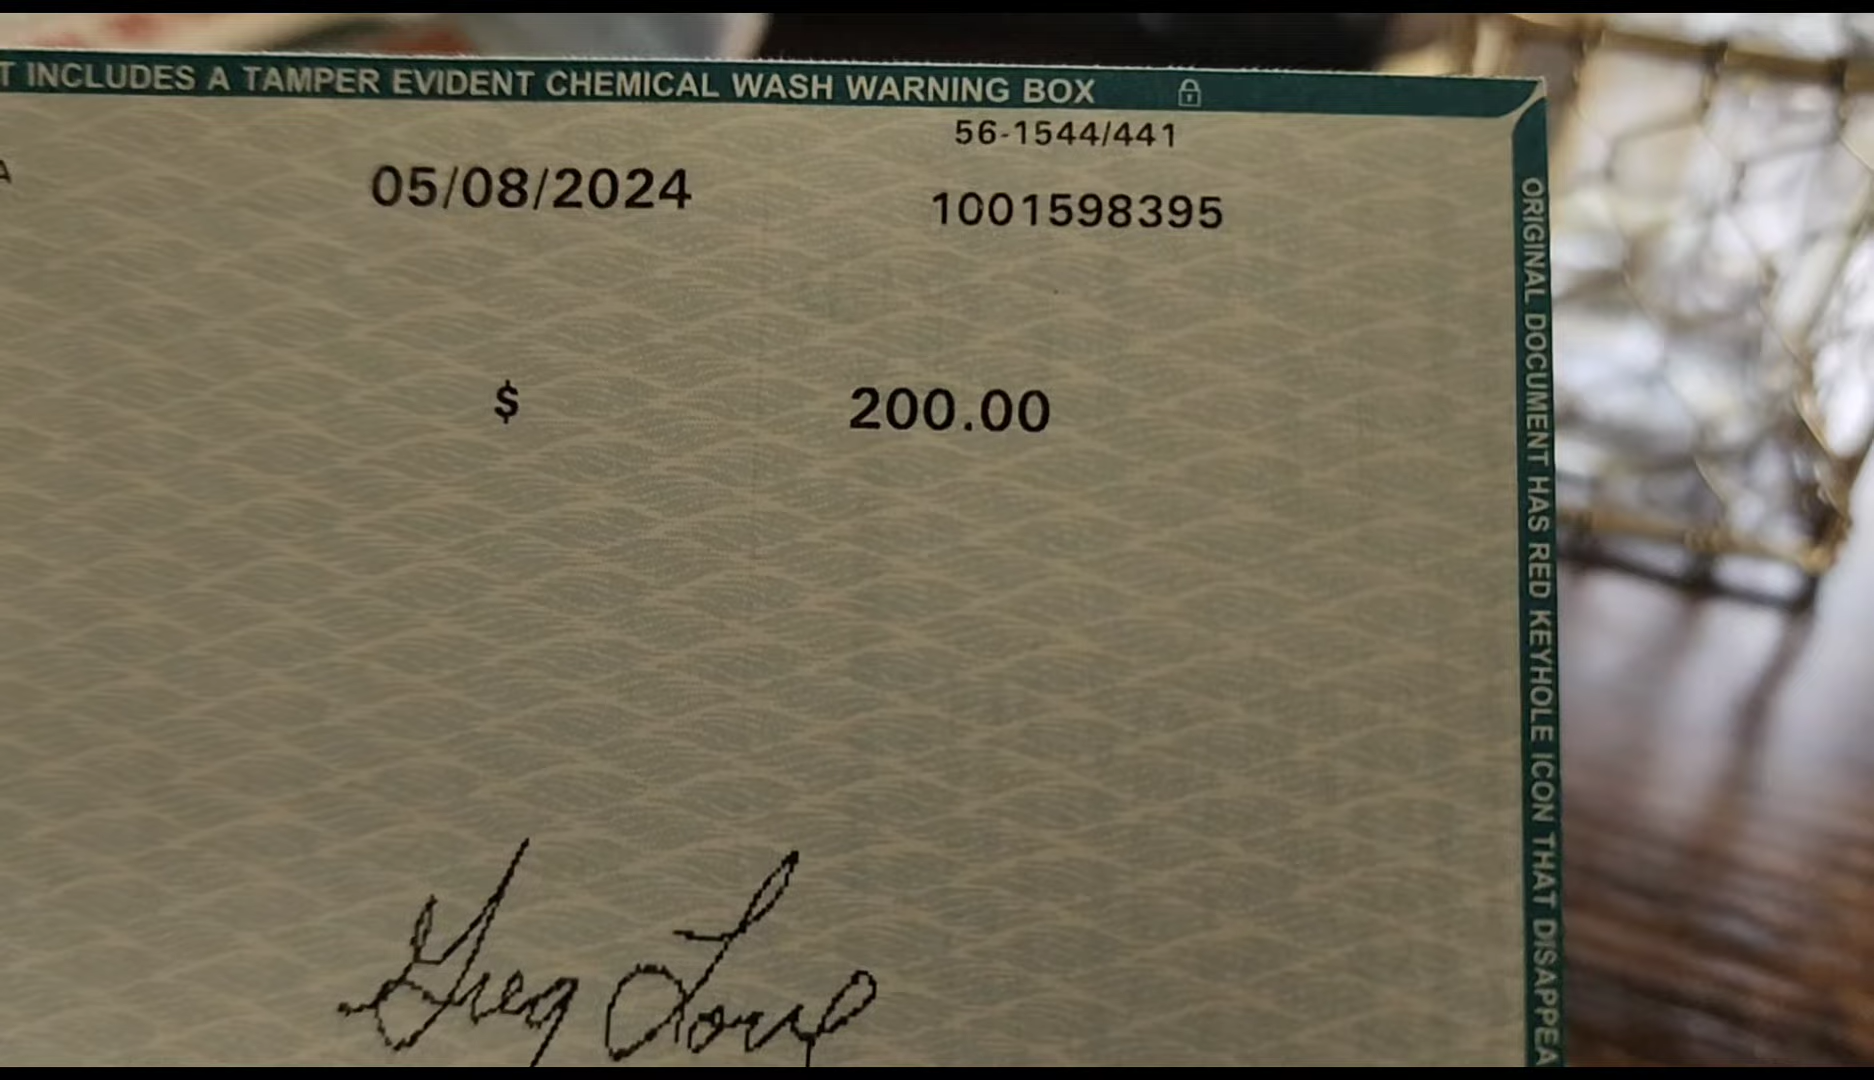 T INCLUDES A TAMPER EVIDENT CHEMICAL WASH WARNING BOX
56-1544/441
A
05/08/2024
1001598395
$ 200.00
Greg
ORIGINAL DOCUMENT HAS RED KEYHOLE ICON THAT DISAPPEA